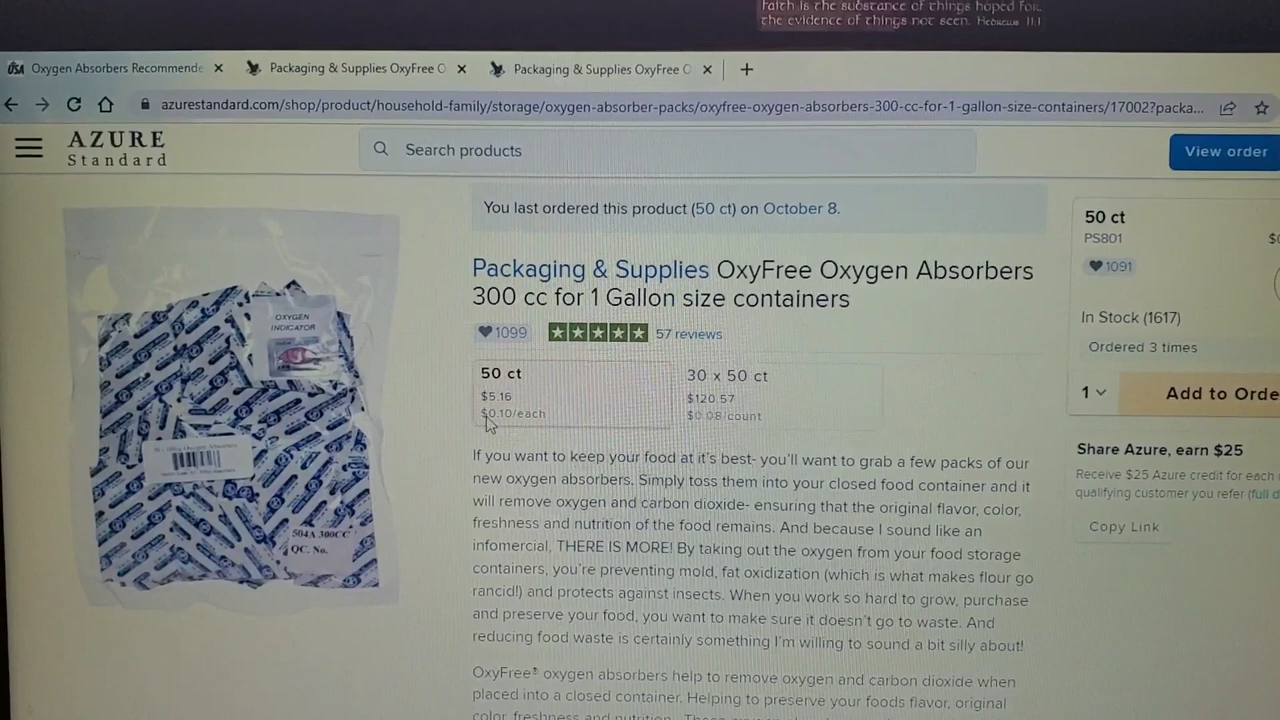 Faith is the substance of things hoped for,
the evidence of things not seen. Hebrews 11:1
USA Oxygen Absorbers Recommende
Packaging & Supplies OxyFree O
Packaging & Supplies OxyFree O
azurestandard.com/shop/product/household-family/storage/oxygen-absorber-packs/oxyfree-oxygen-absorbers-300-cc-for-1-gallon-size-containers/17002?packa...
AZURE
Standard
Search products
View order
You last ordered this product (50 ct) on October 8.
Packaging & Supplies OxyFree Oxygen Absorbers
300 cc for 1 Gallon size containers
1099
57 reviews
50 ct
$5.16
$0.10/each
30 x 50 ct
$120.57
$0.08/count
If you want to keep your food at it's best- you'll want to grab a few packs of our
new oxygen absorbers. Simply toss them into your closed food container and it
will remove oxygen and carbon dioxide- ensuring that the original flavor, color,
freshness and nutrition of the food remains. And because I sound like an
infomercial, THERE IS MORE! By taking out the oxygen from your food storage
containers, you're preventing mold, fat oxidization (which is what makes flour go
rancid!) and protects against insects. When you work so hard to grow, purchase
and preserve your food, you want to make sure it doesn't go to waste. And
reducing food waste is certainly something I'm willing to sound a bit silly about!
OxyFree® oxygen absorbers help to remove oxygen and carbon dioxide when
placed into a closed container. Helping to preserve your foods flavor, original
color, freshness and nutrition.
50 ct
PS801
1091
In Stock (1617)
Ordered 3 times
1
Add to Orde
Share Azure, earn $25
Receive $25 Azure credit for each
qualifying customer you refer (full d
Copy Link
OXYGEN
INDICATOR
504A 300CC
QC. No.